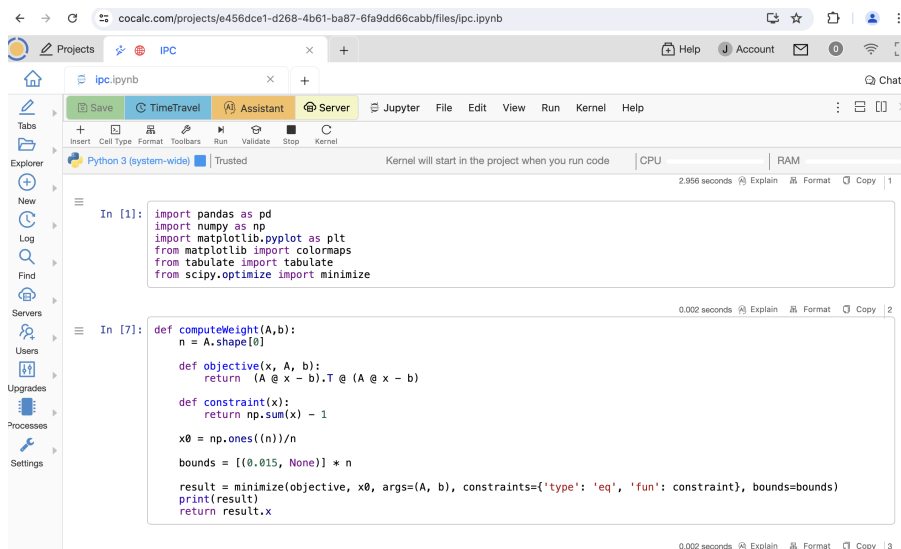 cocalc.com/projects/e456dce1-d268-4b61-ba87-6fa9dd66cabb/files/ipc.ipynb
Projects IPC Help J Account 0
ipc.ipynb Chat
Save TimeTravel Assistant Server Jupyter File Edit View Run Kernel Help
Tabs
Insert Cell Type Format Toolbars Run Validate Stop Kernel
Explorer
Python 3 (system-wide) Trusted Kernel will start in the project when you run code CPU RAM
2.956 seconds Explain Format Copy 1
New
In [1]: import pandas as pd
import numpy as np
import matplotlib.pyplot as plt
from matplotlib import colormaps
from tabulate import tabulate
from scipy.optimize import minimize
Log
Find
Servers
0.002 seconds Explain Format Copy 2
In [7]: def computeWeight(A,b):
n = A.shape[0]
def objective(x, A, b):
return (A @ x - b).T @ (A @ x - b)
def constraint(x):
return np.sum(x) - 1
x0 = np.ones((n))/n
bounds = [(0.015, None)] * n
result = minimize(objective, x0, args=(A, b), constraints={'type': 'eq', 'fun': constraint}, bounds=bounds)
print(result)
return result.x
Users
Upgrades
Processes
Settings
0.002 seconds Explain Format Copy 3